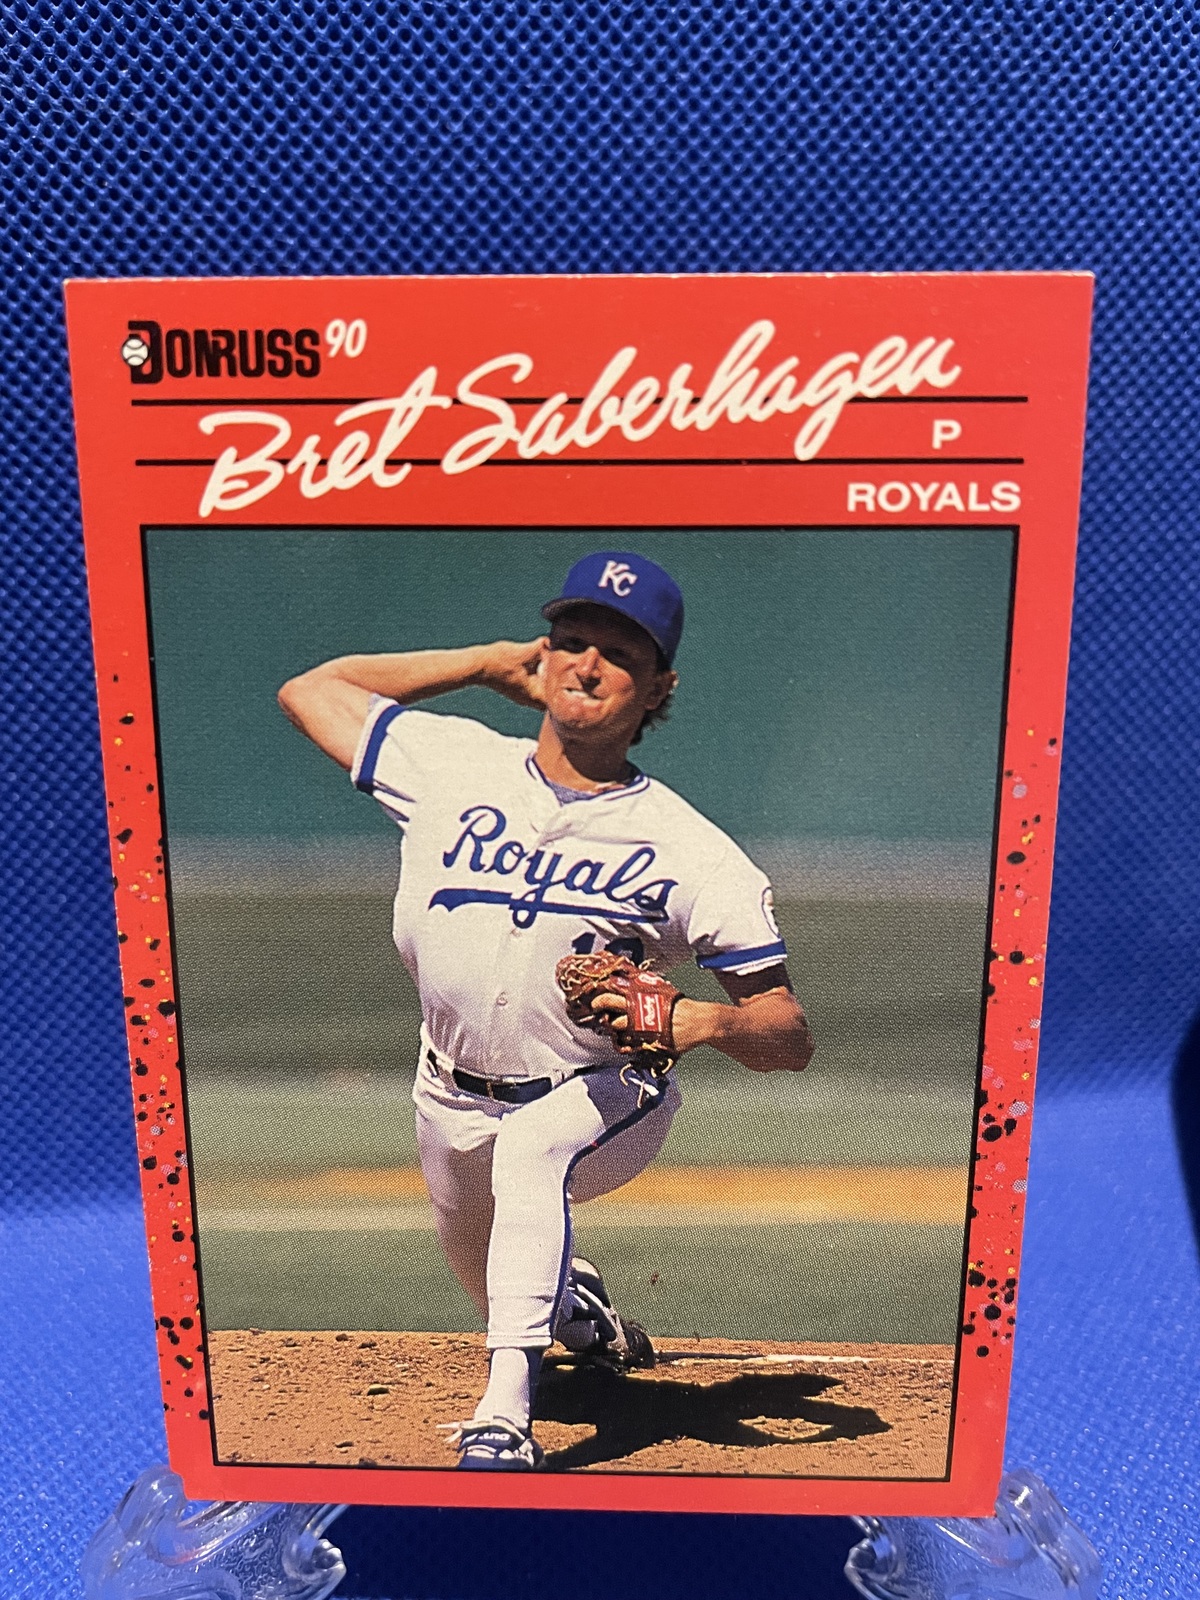 DONRUSS 90
Bret Saberhagen
P
ROYALS
KC
Royals